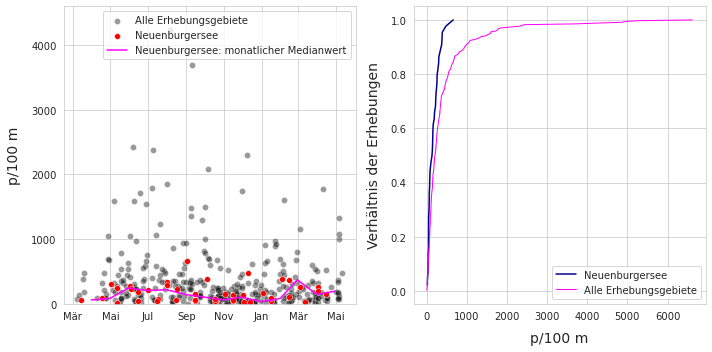 Alle Erhebungsgebiete
Neuenburgersee
Neuenburgersee: monatlicher Medianwert
p/100 m
4000
3000
2000
1000
0
Mär Mai Jul Sep Nov Jan Mär Mai
Verhältnis der Erhebungen
1.0
0.8
0.6
0.4
0.2
0.0
0 1000 2000 3000 4000 5000 6000
p/100 m
Neuenburgersee
Alle Erhebungsgebiete